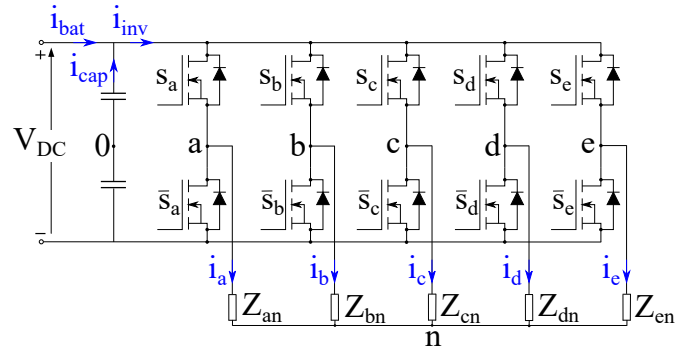 i_bat i_inv
+ i_cap s_a s_b s_c s_d s_e
V_DC 0 a b c d e
s̄_a s̄_b s̄_c s̄_d s̄_e
−
i_a i_b i_c i_d i_e
Z_an Z_bn Z_cn Z_dn Z_en
n